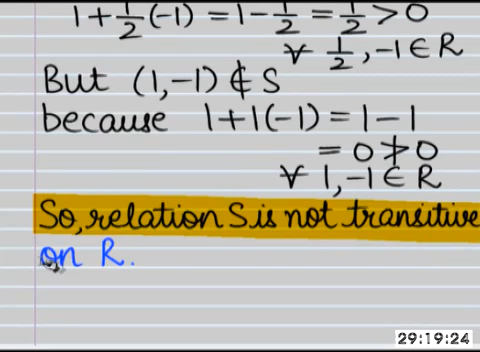 1+1/2(-1) = 1-1/2 = 1/2 > 0
∀ 1/2, -1 ∈ R
But (1,-1) ∉ S
because 1+1(-1) = 1-1
= 0 ≯ 0
∀ 1,-1 ∈ R
So, relation S is not transitive
on R.
29:19:24